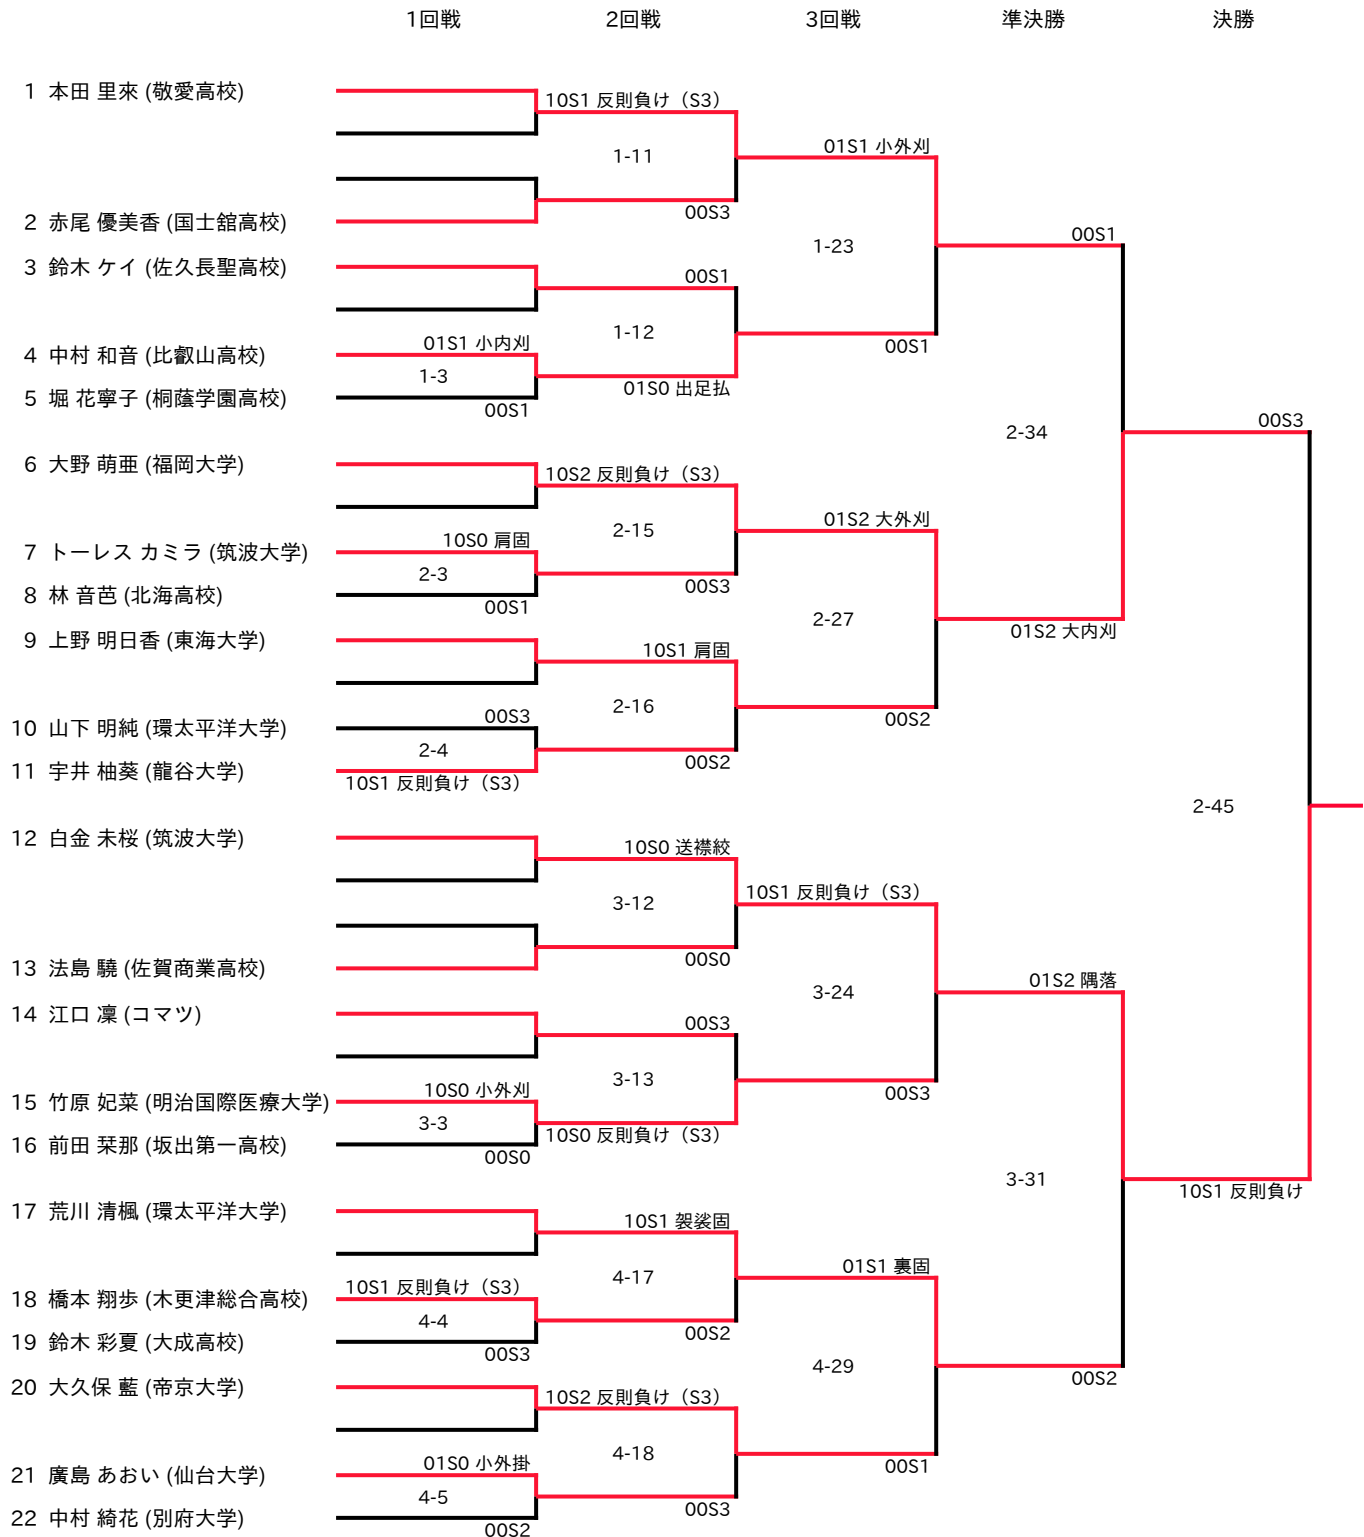 1回戦 2回戦 3回戦 準決勝 決勝
1 本田 里來 (敬愛高校)
10S1 反則負け（S3）
01S1 小外刈
1-11
2 赤尾 優美香 (国士舘高校)
00S3
00S1
1-23
3 鈴木 ケイ (佐久長聖高校)
00S1
1-12
01S1 小内刈
00S1
4 中村 和音 (比叡山高校)
1-3
01S0 出足払
5 堀 花寧子 (桐蔭学園高校)
00S1
00S3
2-34
6 大野 萌亜 (福岡大学)
10S2 反則負け（S3）
01S2 大外刈
2-15
10S0 肩固
7 トーレス カミラ (筑波大学)
2-3
00S3
8 林 音芭 (北海高校)
00S1
2-27
01S2 大内刈
9 上野 明日香 (東海大学)
10S1 肩固
2-16
00S3
00S2
10 山下 明純 (環太平洋大学)
2-4
00S2
11 宇井 柚葵 (龍谷大学)
10S1 反則負け（S3）
2-45
12 白金 未桜 (筑波大学)
10S0 送襟絞
10S1 反則負け（S3）
3-12
00S0
13 法島 驍 (佐賀商業高校)
01S2 隅落
3-24
14 江口 凜 (コマツ)
00S3
3-13
10S0 小外刈
00S3
15 竹原 妃菜 (明治国際医療大学)
3-3
10S0 反則負け（S3）
16 前田 栞那 (坂出第一高校)
00S0
3-31
10S1 反則負け
17 荒川 清楓 (環太平洋大学)
10S1 袈裟固
01S1 裏固
4-17
10S1 反則負け（S3）
18 橋本 翔歩 (木更津総合高校)
4-4
00S2
19 鈴木 彩夏 (大成高校)
00S3
4-29
00S2
20 大久保 藍 (帝京大学)
10S2 反則負け（S3）
4-18
01S0 小外掛
00S1
21 廣島 あおい (仙台大学)
4-5
00S3
22 中村 綺花 (別府大学)
00S2